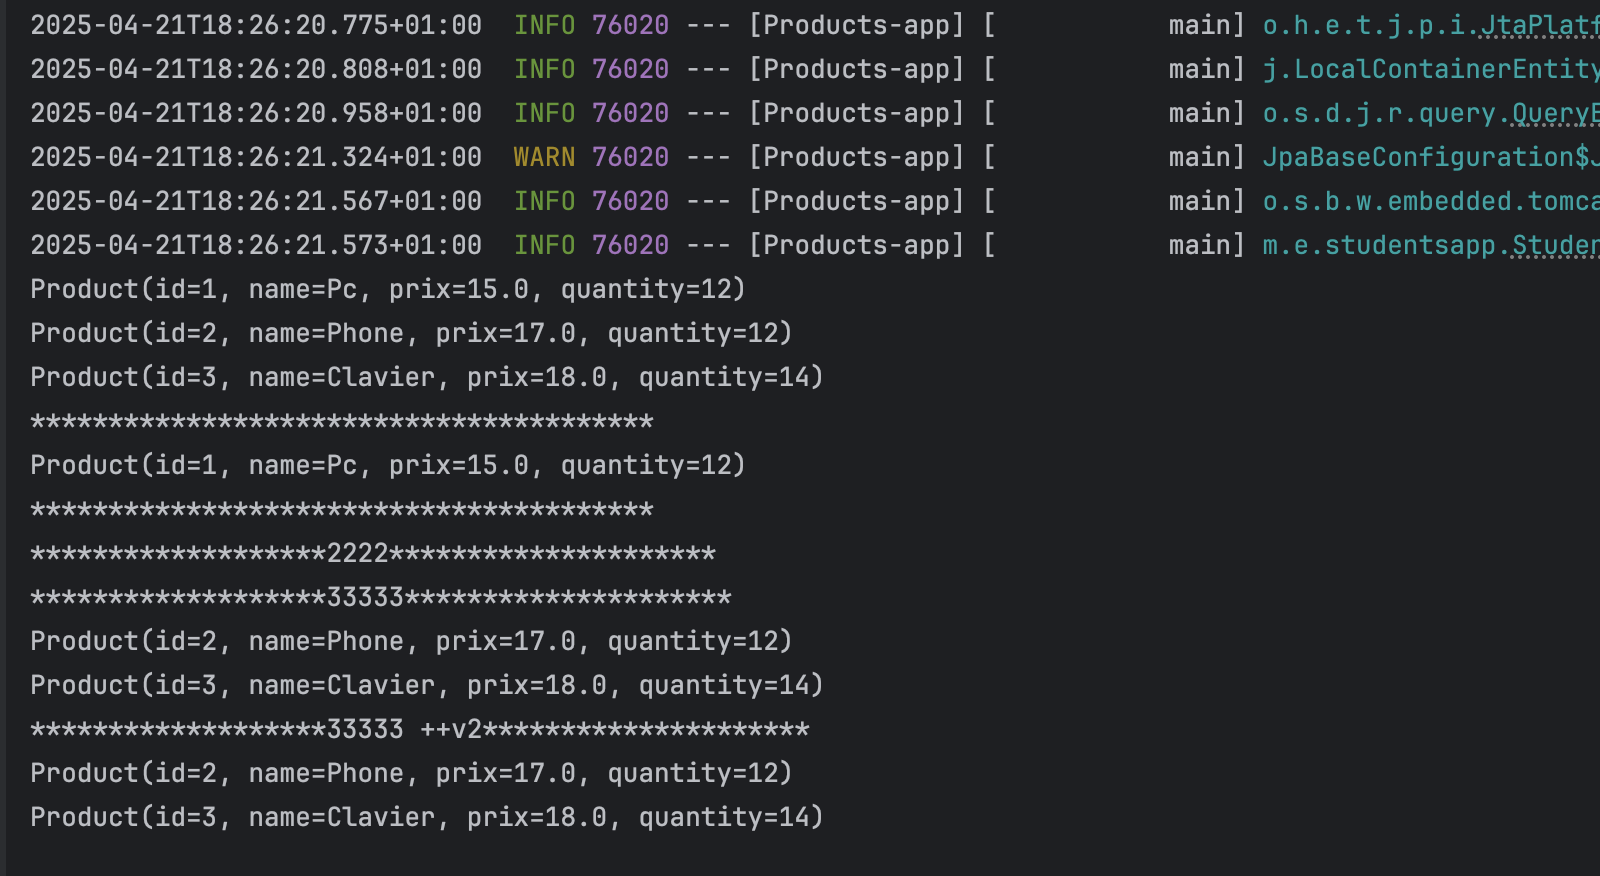 2025-04-21T18:26:20.775+01:00  INFO 76020 --- [Products-app] [           main] o.h.e.t.j.p.i.JtaPlatf
2025-04-21T18:26:20.808+01:00  INFO 76020 --- [Products-app] [           main] j.LocalContainerEntity
2025-04-21T18:26:20.958+01:00  INFO 76020 --- [Products-app] [           main] o.s.d.j.r.query.QueryE
2025-04-21T18:26:21.324+01:00  WARN 76020 --- [Products-app] [           main] JpaBaseConfiguration$J
2025-04-21T18:26:21.567+01:00  INFO 76020 --- [Products-app] [           main] o.s.b.w.embedded.tomca
2025-04-21T18:26:21.573+01:00  INFO 76020 --- [Products-app] [           main] m.e.studentsapp.Studen
Product(id=1, name=Pc, prix=15.0, quantity=12)
Product(id=2, name=Phone, prix=17.0, quantity=12)
Product(id=3, name=Clavier, prix=18.0, quantity=14)
****************************************
Product(id=1, name=Pc, prix=15.0, quantity=12)
****************************************
*******************2222*********************
*******************33333*********************
Product(id=2, name=Phone, prix=17.0, quantity=12)
Product(id=3, name=Clavier, prix=18.0, quantity=14)
*******************33333 ++v2*********************
Product(id=2, name=Phone, prix=17.0, quantity=12)
Product(id=3, name=Clavier, prix=18.0, quantity=14)